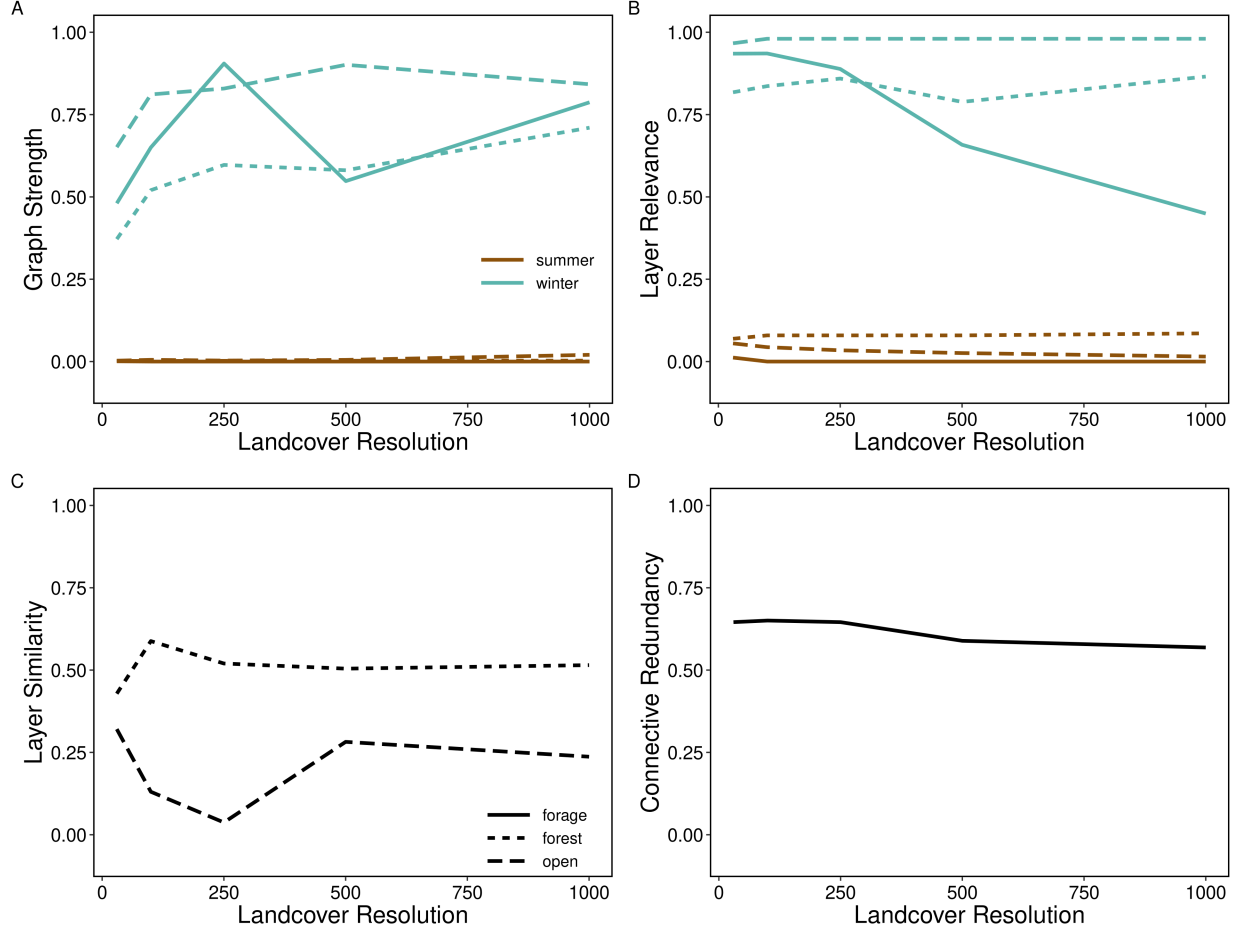 A
1.00
0.75
0.50
0.25
0.00
Graph Strength
summer
winter
0 250 500 750 1000
Landcover Resolution
B
1.00
0.75
0.50
0.25
0.00
Layer Relevance
0 250 500 750 1000
Landcover Resolution
C
1.00
0.75
0.50
0.25
0.00
Layer Similarity
forage
forest
open
0 250 500 750 1000
Landcover Resolution
D
1.00
0.75
0.50
0.25
0.00
Connective Redundancy
0 250 500 750 1000
Landcover Resolution